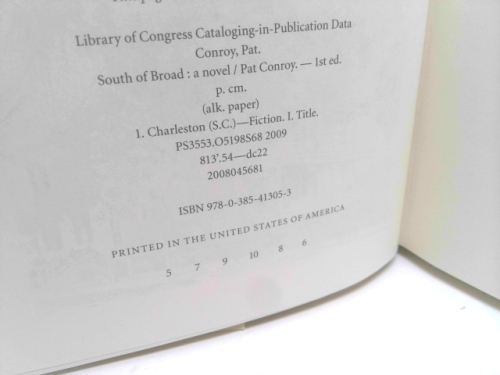 Library of Congress Cataloging-in-Publication Data
Conroy, Pat.
South of Broad : a novel / Pat Conroy. — 1st ed.
p. cm.
(alk. paper)
1. Charleston (S.C.)—Fiction. I. Title.
PS3553.O5198S68 2009
813'.54—dc22
2008045681
ISBN 978-0-385-41305-3
PRINTED IN THE UNITED STATES OF AMERICA
5 7 9 10 8 6